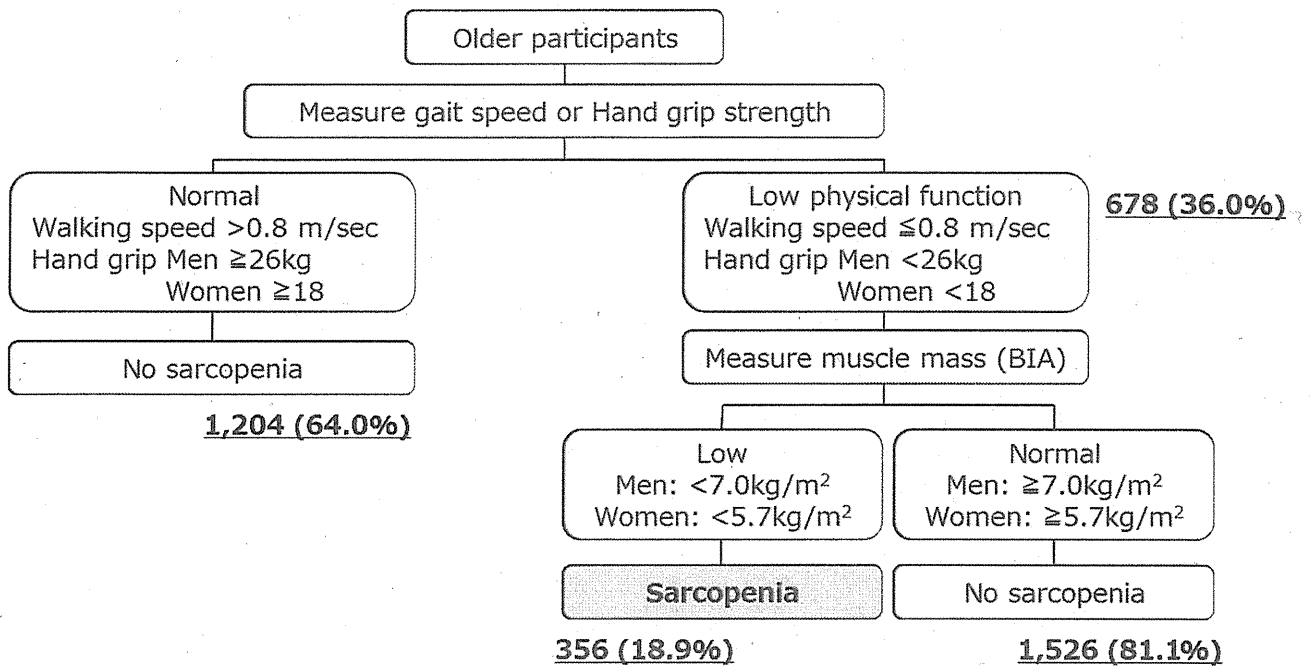 Older participants
Measure gait speed or Hand grip strength
Normal
Walking speed >0.8 m/sec
Hand grip Men ≧26kg
Women ≧18
Low physical function
Walking speed ≦0.8 m/sec
Hand grip Men <26kg
Women <18
678 (36.0%)
No sarcopenia
1,204 (64.0%)
Measure muscle mass (BIA)
Low
Men: <7.0kg/m²
Women: <5.7kg/m²
Normal
Men: ≧7.0kg/m²
Women: ≧5.7kg/m²
Sarcopenia
No sarcopenia
356 (18.9%)
1,526 (81.1%)